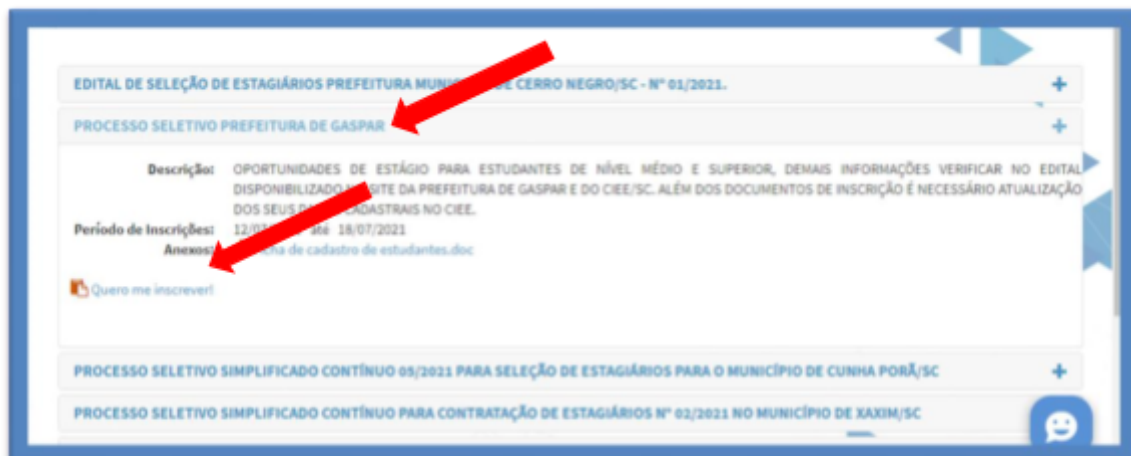 EDITAL DE SELEÇÃO DE ESTAGIÁRIOS PREFEITURA DE CERRO NEGRO/SC - N° 01/2021.
PROCESSO SELETIVO PREFEITURA DE GASPAR
Descrição: OPORTUNIDADES DE ESTÁGIO PARA ESTUDANTES DE NÍVEL MÉDIO E SUPERIOR, DEMAIS INFORMAÇÕES VERIFICAR NO EDITAL
DISPONIBILIZADO SITE DA PREFEITURA DE GASPAR E DO CIEE/SC. ALÉM DOS DOCUMENTOS DE INSCRIÇÃO É NECESSÁRIO ATUALIZAÇÃO
DOS SEUS CADASTRAIS NO CIEE.
Período de Inscrições: até 18/07/2021
Anexos: de cadastro de estudantes.doc
Quero me inscrever!
PROCESSO SELETIVO SIMPLIFICADO CONTÍNUO 05/2021 PARA SELEÇÃO DE ESTAGIÁRIOS PARA O MUNICÍPIO DE CUNHA PORÃ/SC
PROCESSO SELETIVO SIMPLIFICADO CONTÍNUO PARA CONTRATAÇÃO DE ESTAGIÁRIOS N° 02/2021 NO MUNICÍPIO DE XAXIM/SC